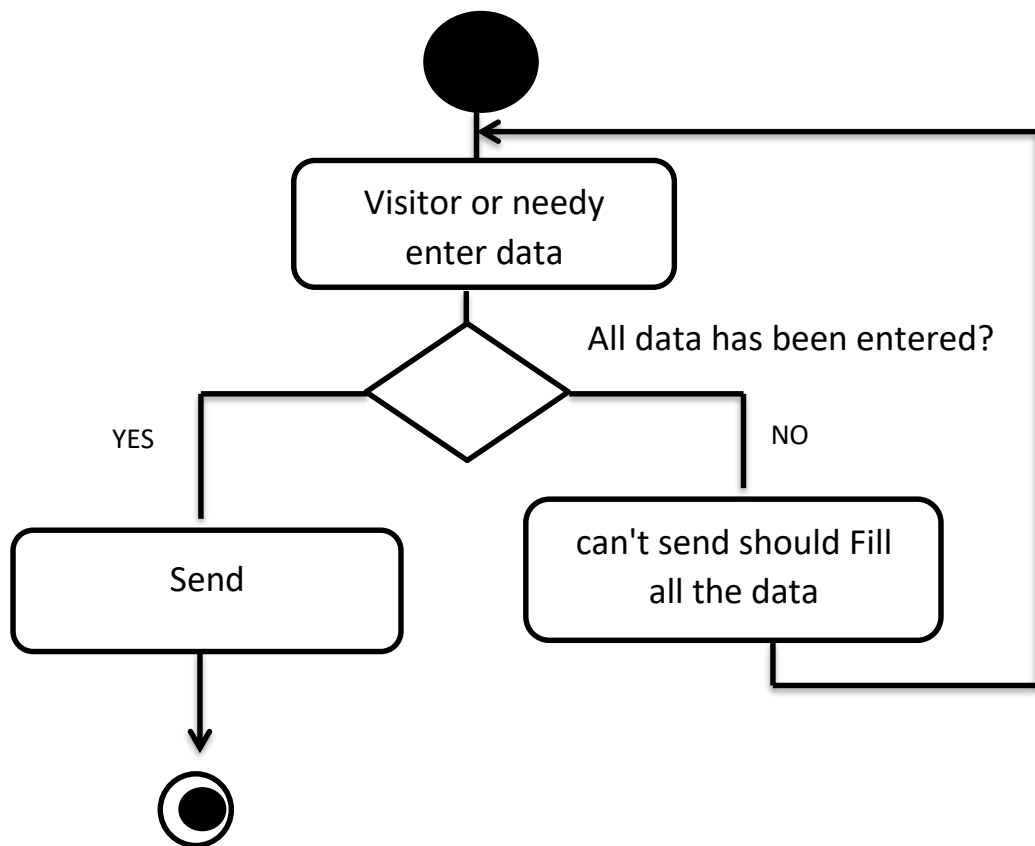 Visitor or needy
enter data
All data has been entered?
YES
NO
Send
can't send should Fill
all the data